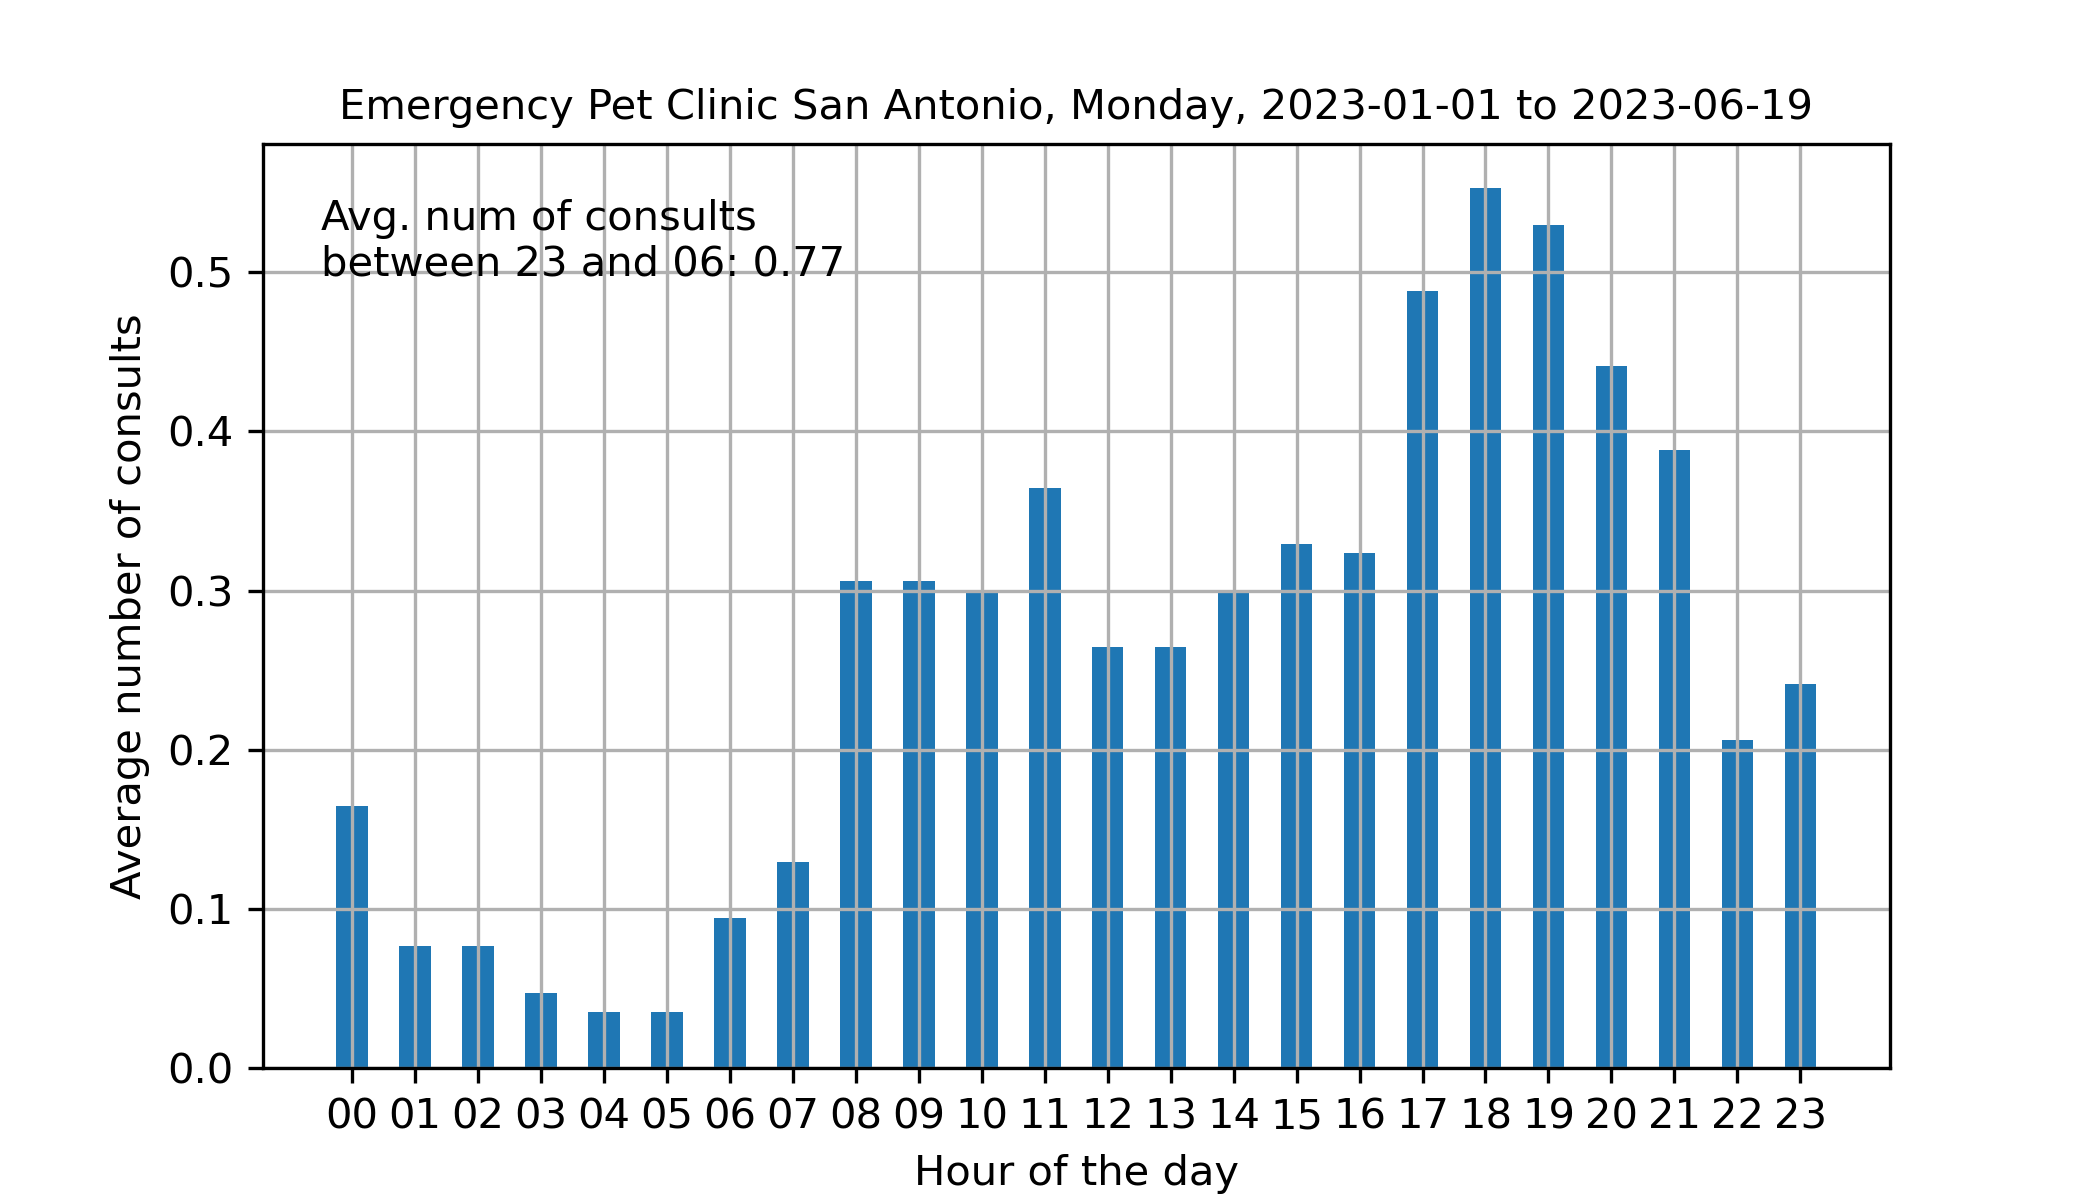 Emergency Pet Clinic San Antonio, Monday, 2023-01-01 to 2023-06-19
Avg. num of consults
between 23 and 06: 0.77
Average number of consults
0.5
0.4
0.3
0.2
0.1
0.0
00 01 02 03 04 05 06 07 08 09 10 11 12 13 14 15 16 17 18 19 20 21 22 23
Hour of the day